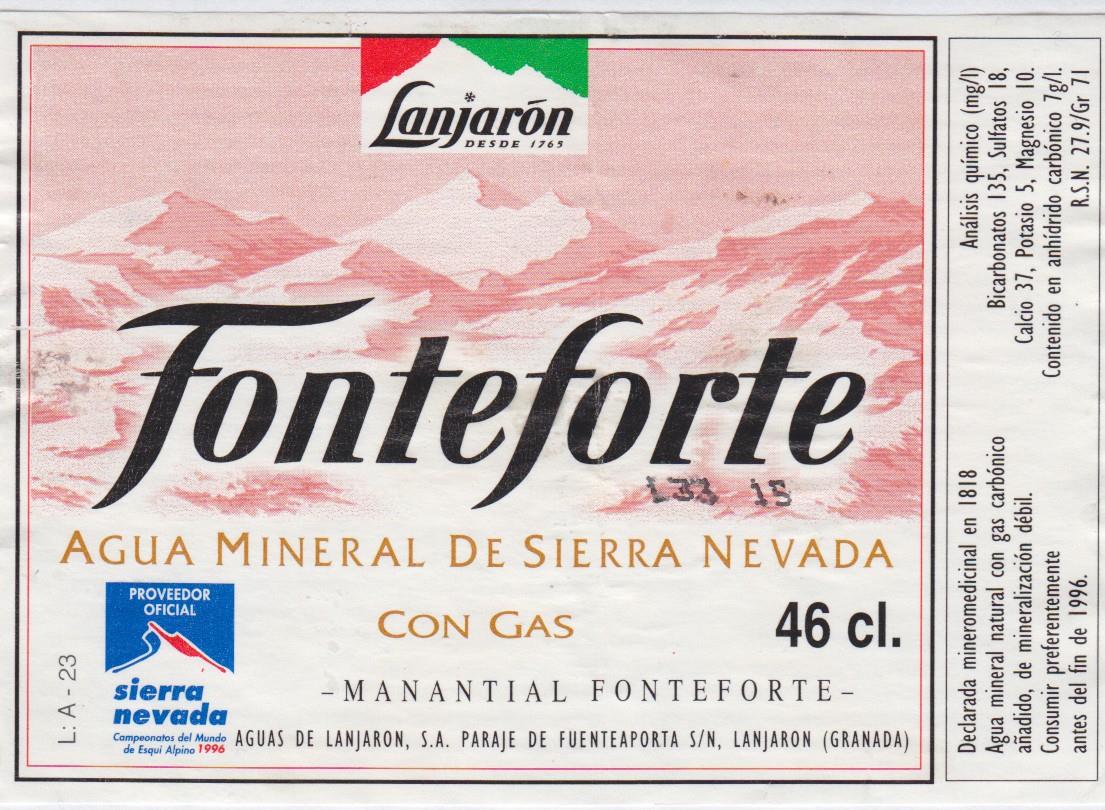 Lanjarón
DESDE 1765
Fonteforte
L33 15
AGUA MINERAL DE SIERRA NEVADA
PROVEEDOR
OFICIAL
sierra
nevada
Campeonatos del Mundo
de Esquí Alpino 1996
CON GAS
46 cl.
-MANANTIAL FONTEFORTE-
AGUAS DE LANJARON, S.A. PARAJE DE FUENTEAPORTA S/N, LANJARON (GRANADA)
L: A - 23
Declarada mineromedicinal en 1818
Agua mineral natural con gas carbónico
añadido, de mineralización débil.
Consumir preferentemente
antes del fin de 1996.
Análisis químico (mg/l)
Bicarbonatos 135, Sulfatos 18,
Calcio 37, Potasio 5, Magnesio 10.
Contenido en anhídrido carbónico 7g/l.
R.S.N. 27.9/Gr 71